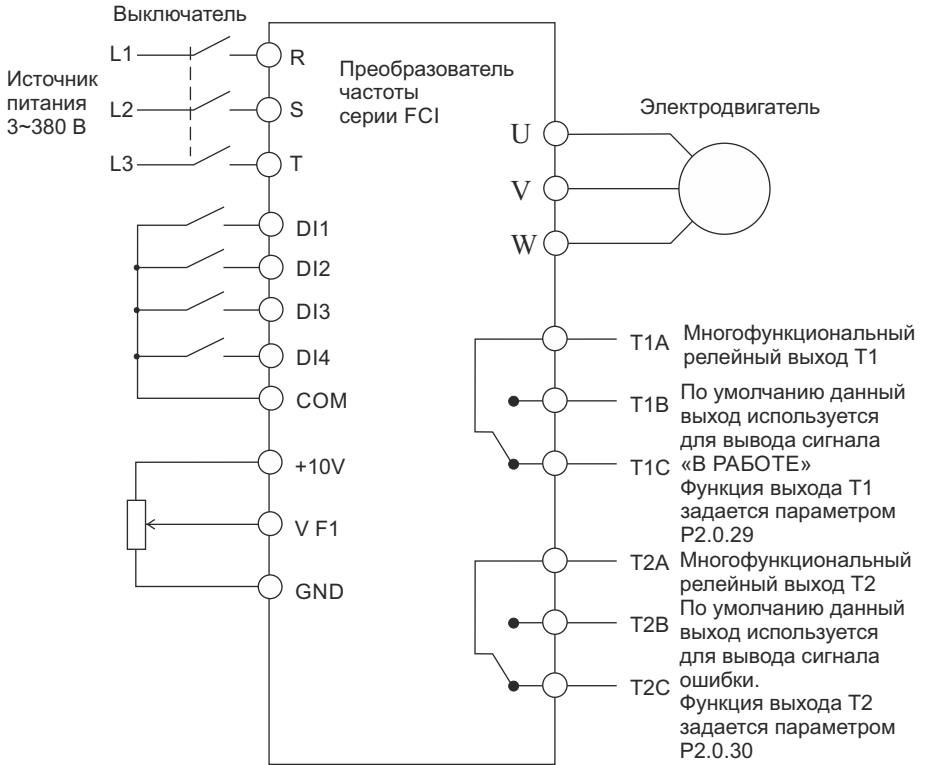 Выключатель
L1
L2
L3
Источник
питания
3~380 В
R
S
T
Преобразователь
частоты
серии FCI
Электродвигатель
U
V
W
DI1
DI2
DI3
DI4
COM
+10V
V F1
GND
T1A
T1B
T1C
Многофункциональный
релейный выход T1
По умолчанию данный
выход используется
для вывода сигнала
«В РАБОТЕ»
Функция выхода T1
задается параметром
P2.0.29
T2A
T2B
T2C
Многофункциональный
релейный выход T2
По умолчанию данный
выход используется
для вывода сигнала
ошибки.
Функция выхода T2
задается параметром
P2.0.30